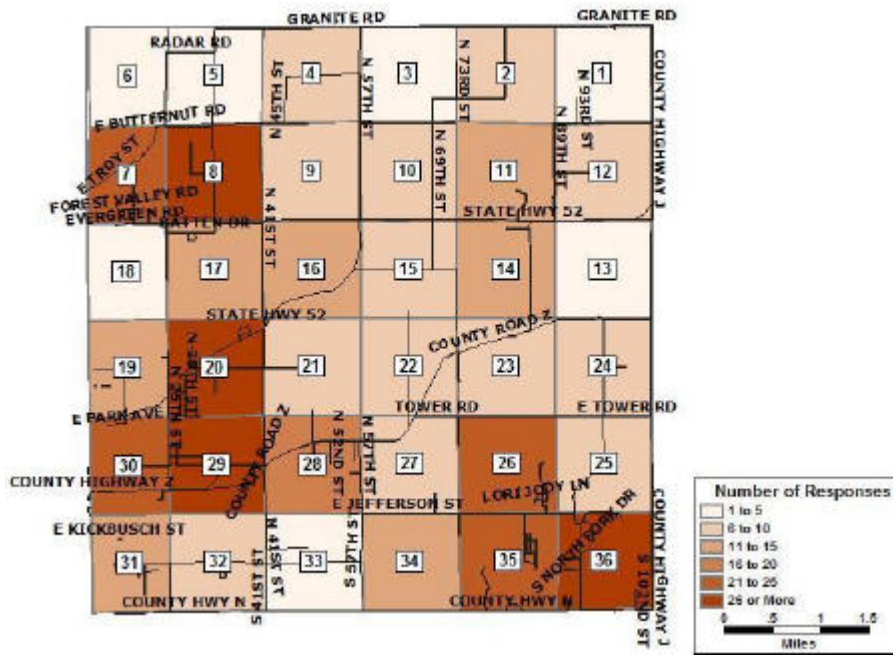 GRANITE RD
GRANITE RD
RADAR RD
6
5
4
3
2
1
N 49TH ST
N 57TH ST
N 73RD ST
N 93RD ST
COUNTY HIGHWAY J
E BUTTERNUT RD
N 69TH ST
N 89TH ST
E TROY ST
7
8
9
10
11
12
FOREST VALLEY RD
EVERGREEN RD
BATTEN DR
N 41ST ST
STATE HWY 52
18
17
16
15
14
13
STATE HWY 52
COUNTY ROAD Z
19
20
21
22
23
24
N 25TH ST
E PARK AVE
TOWER RD
E TOWER RD
30
29
28
27
26
25
COUNTY HIGHWAY Z
COUNTY ROAD Z
N 52ND ST
N 57TH ST
LORI JODY LN
E JEFFERSON ST
E KICKBUSCH ST
N 41ST ST
S 57TH ST
S NORTH FORK DR
COUNTY HIGHWAY J
31
32
33
34
35
36
S 41ST ST
COUNTY HWY N
COUNTY HWY N
S 102ND ST
Number of Responses
1 to 5
6 to 10
11 to 15
16 to 20
21 to 25
26 or More
0 .5 1 1.5
Miles